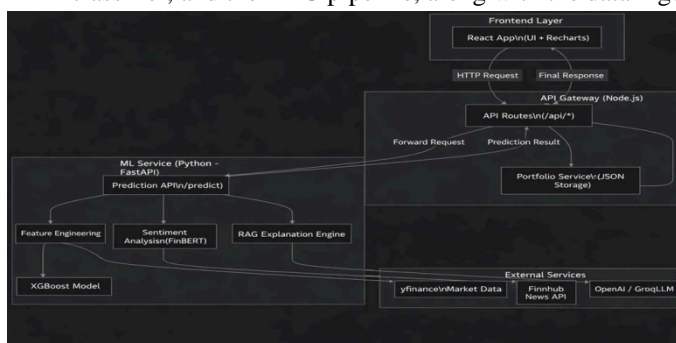 Frontend Layer
React App\n(UI + Recharts)
HTTP Request
Final Response
API Gateway (Node.js)
API Routes\n(/api/*)
Forward Request
Prediction Result
Portfolio Service\r(JSON
Storage)
ML Service (Python -
FastAPI)
Prediction API\n/predict)
Feature Engineering
Sentiment
Analysisn(FinBERT)
RAG Explanation Engine
XGBoost Model
External Services
yfinance\nMarket Data
Finnhub
News API
OpenAI / GroqLLM